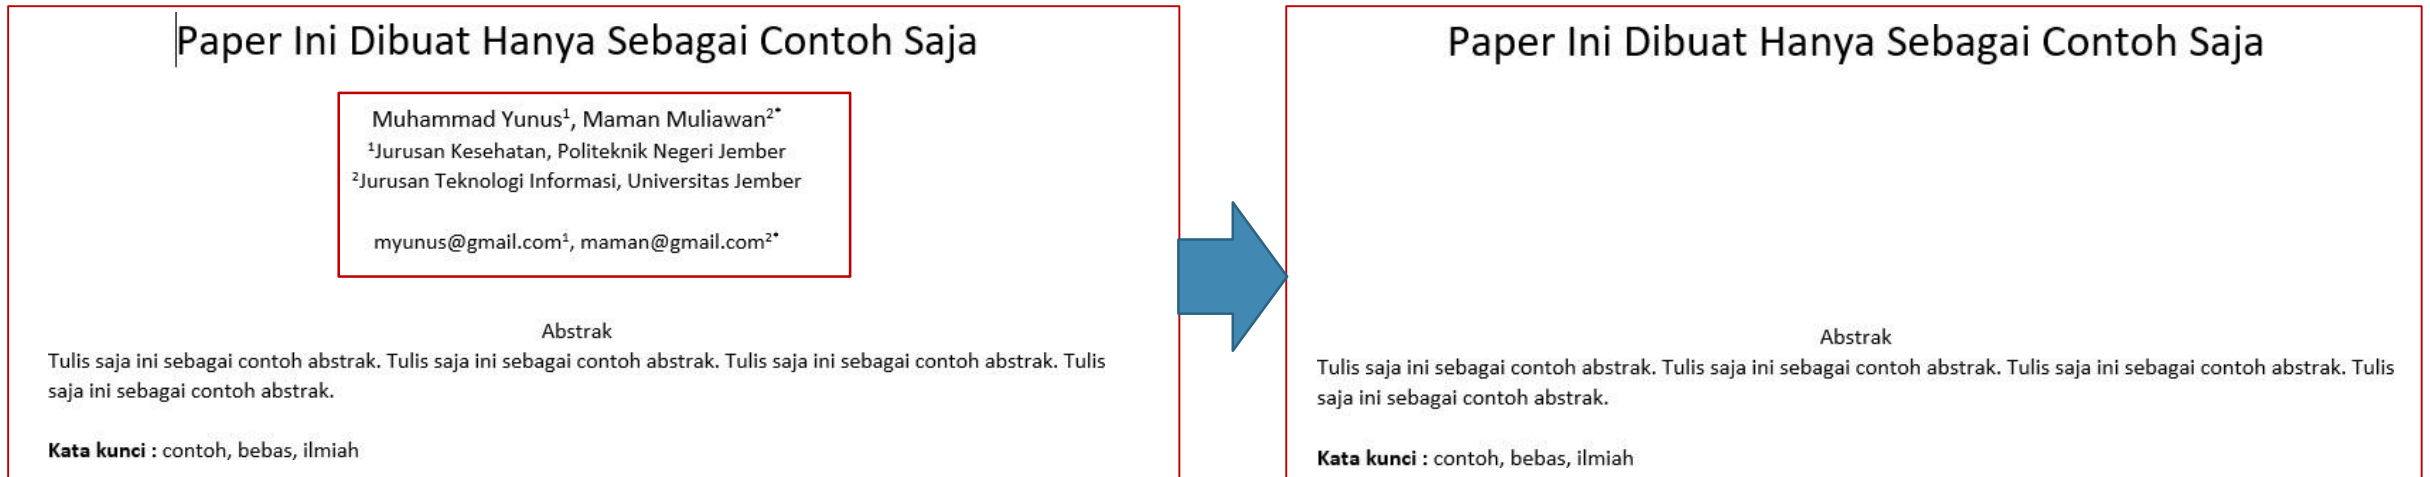 Paper Ini Dibuat Hanya Sebagai Contoh Saja
Muhammad Yunus¹, Maman Muliawan²*
¹Jurusan Kesehatan, Politeknik Negeri Jember
²Jurusan Teknologi Informasi, Universitas Jember
myunus@gmail.com¹, maman@gmail.com²*
Abstrak
Tulis saja ini sebagai contoh abstrak. Tulis saja ini sebagai contoh abstrak. Tulis saja ini sebagai contoh abstrak. Tulis
saja ini sebagai contoh abstrak.
Kata kunci : contoh, bebas, ilmiah
Paper Ini Dibuat Hanya Sebagai Contoh Saja
Abstrak
Tulis saja ini sebagai contoh abstrak. Tulis saja ini sebagai contoh abstrak. Tulis saja ini sebagai contoh abstrak. Tulis
saja ini sebagai contoh abstrak.
Kata kunci : contoh, bebas, ilmiah